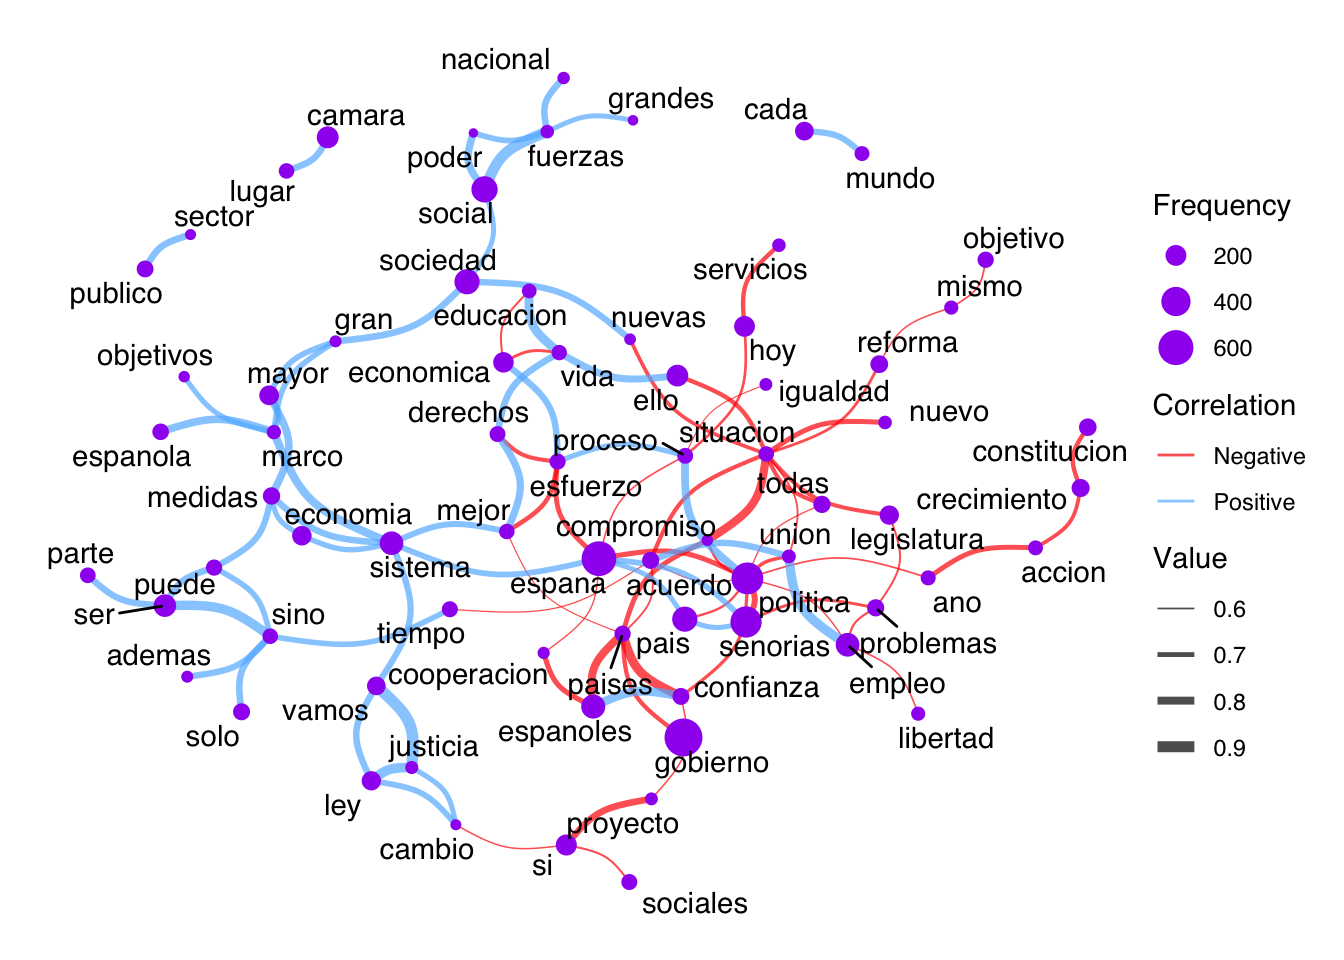 nacional
grandes
camara
cada
poder
fuerzas
lugar
mundo
sector
social
Frequency
objetivo
sociedad
servicios
200
publico
mismo
400
educacion
gran
nuevas
hoy
reforma
600
objetivos
mayor
economica
vida
igualdad
Correlation
ello
nuevo
derechos
proceso
situacion
constitucion
Negative
espanola
marco
esfuerzo
todas
medidas
crecimiento
Positive
economia
mejor
compromiso
union
legislatura
parte
sistema
Value
puede
espana
acuerdo
accion
ser
sino
politica
ano
0.6
tiempo
pais
senorias
problemas
ademas
0.7
cooperacion
paises
confianza
empleo
vamos
0.8
solo
espanoles
libertad
justicia
gobierno
0.9
ley
proyecto
cambio
si
sociales